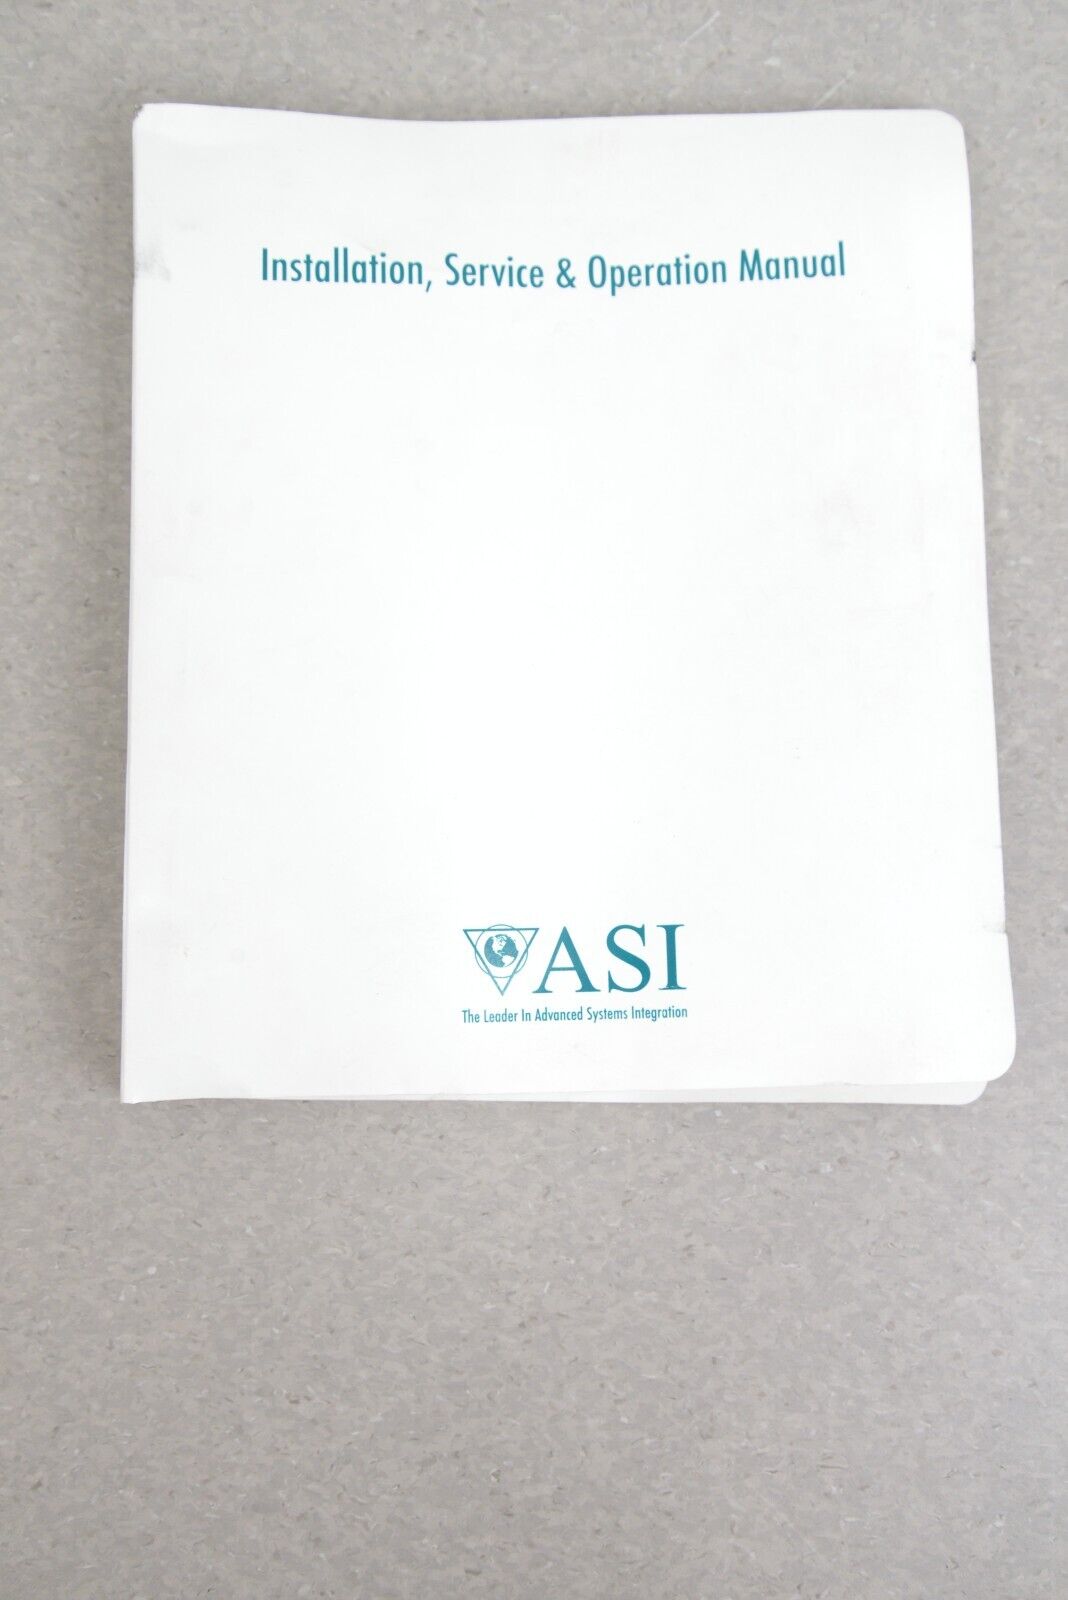 Installation, Service & Operation Manual
ASI
The Leader In Advanced Systems Integration